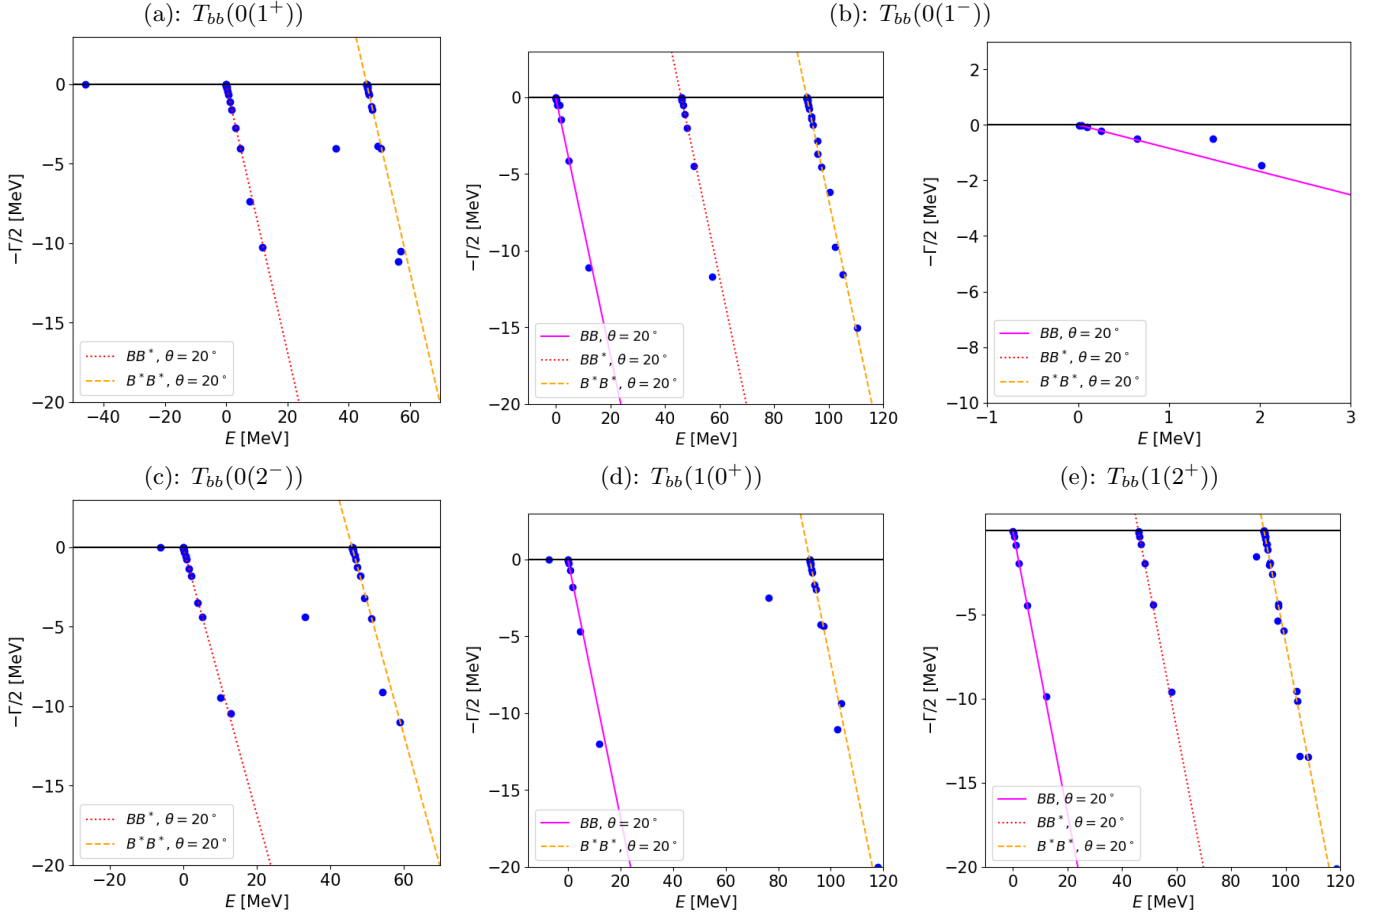 (a): T_bb(0(1⁺))
(b): T_bb(0(1⁻))
0
−5
−10
−15
−20
−Γ/2 [MeV]
BB*, θ = 20°
B*B*, θ = 20°
−40
−20
0
20
40
60
E [MeV]
0
−5
−10
−15
−20
−Γ/2 [MeV]
BB, θ = 20°
BB*, θ = 20°
B*B*, θ = 20°
0
20
40
60
80
100
120
E [MeV]
2
0
−2
−4
−6
−8
−10
−Γ/2 [MeV]
BB, θ = 20°
BB*, θ = 20°
B*B*, θ = 20°
−1
0
1
2
3
E [MeV]
(c): T_bb(0(2⁻))
(d): T_bb(1(0⁺))
(e): T_bb(1(2⁺))
0
−5
−10
−15
−20
−Γ/2 [MeV]
BB*, θ = 20°
B*B*, θ = 20°
−20
0
20
40
60
E [MeV]
0
−5
−10
−15
−20
−Γ/2 [MeV]
BB, θ = 20°
B*B*, θ = 20°
0
20
40
60
80
100
120
E [MeV]
−5
−10
−15
−20
−Γ/2 [MeV]
BB, θ = 20°
BB*, θ = 20°
B*B*, θ = 20°
0
20
40
60
80
100
120
E [MeV]